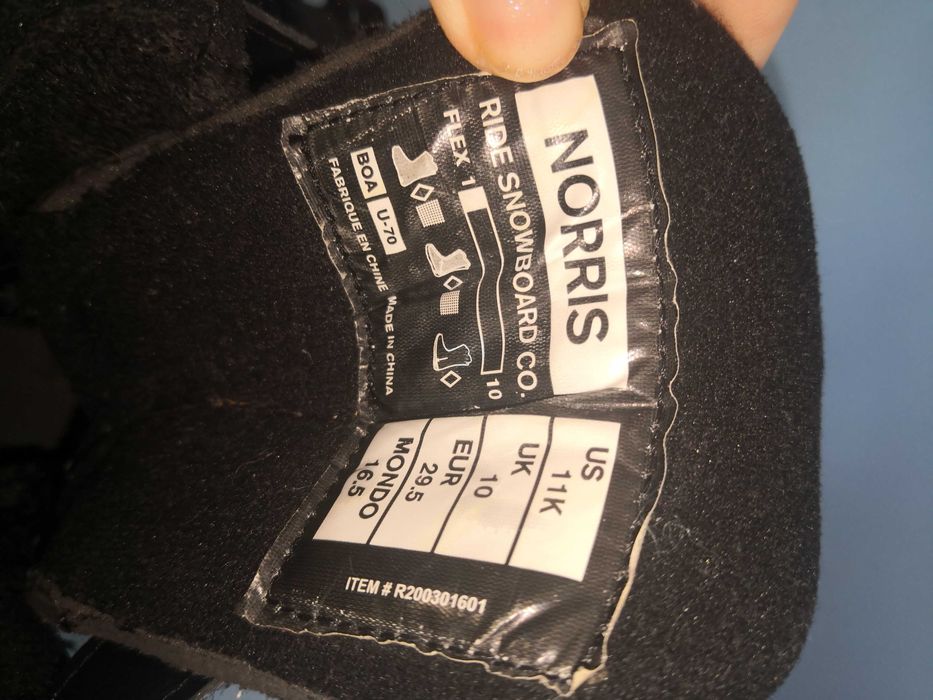 NORRIS
RIDE SNOWBOARD CO.
FLEX 1 10
BOA U-70
FABRIQUE EN CHINE MADE IN CHINA
US 11K
UK 10
EUR 29.5
MONDO 16.5
ITEM # R200301601